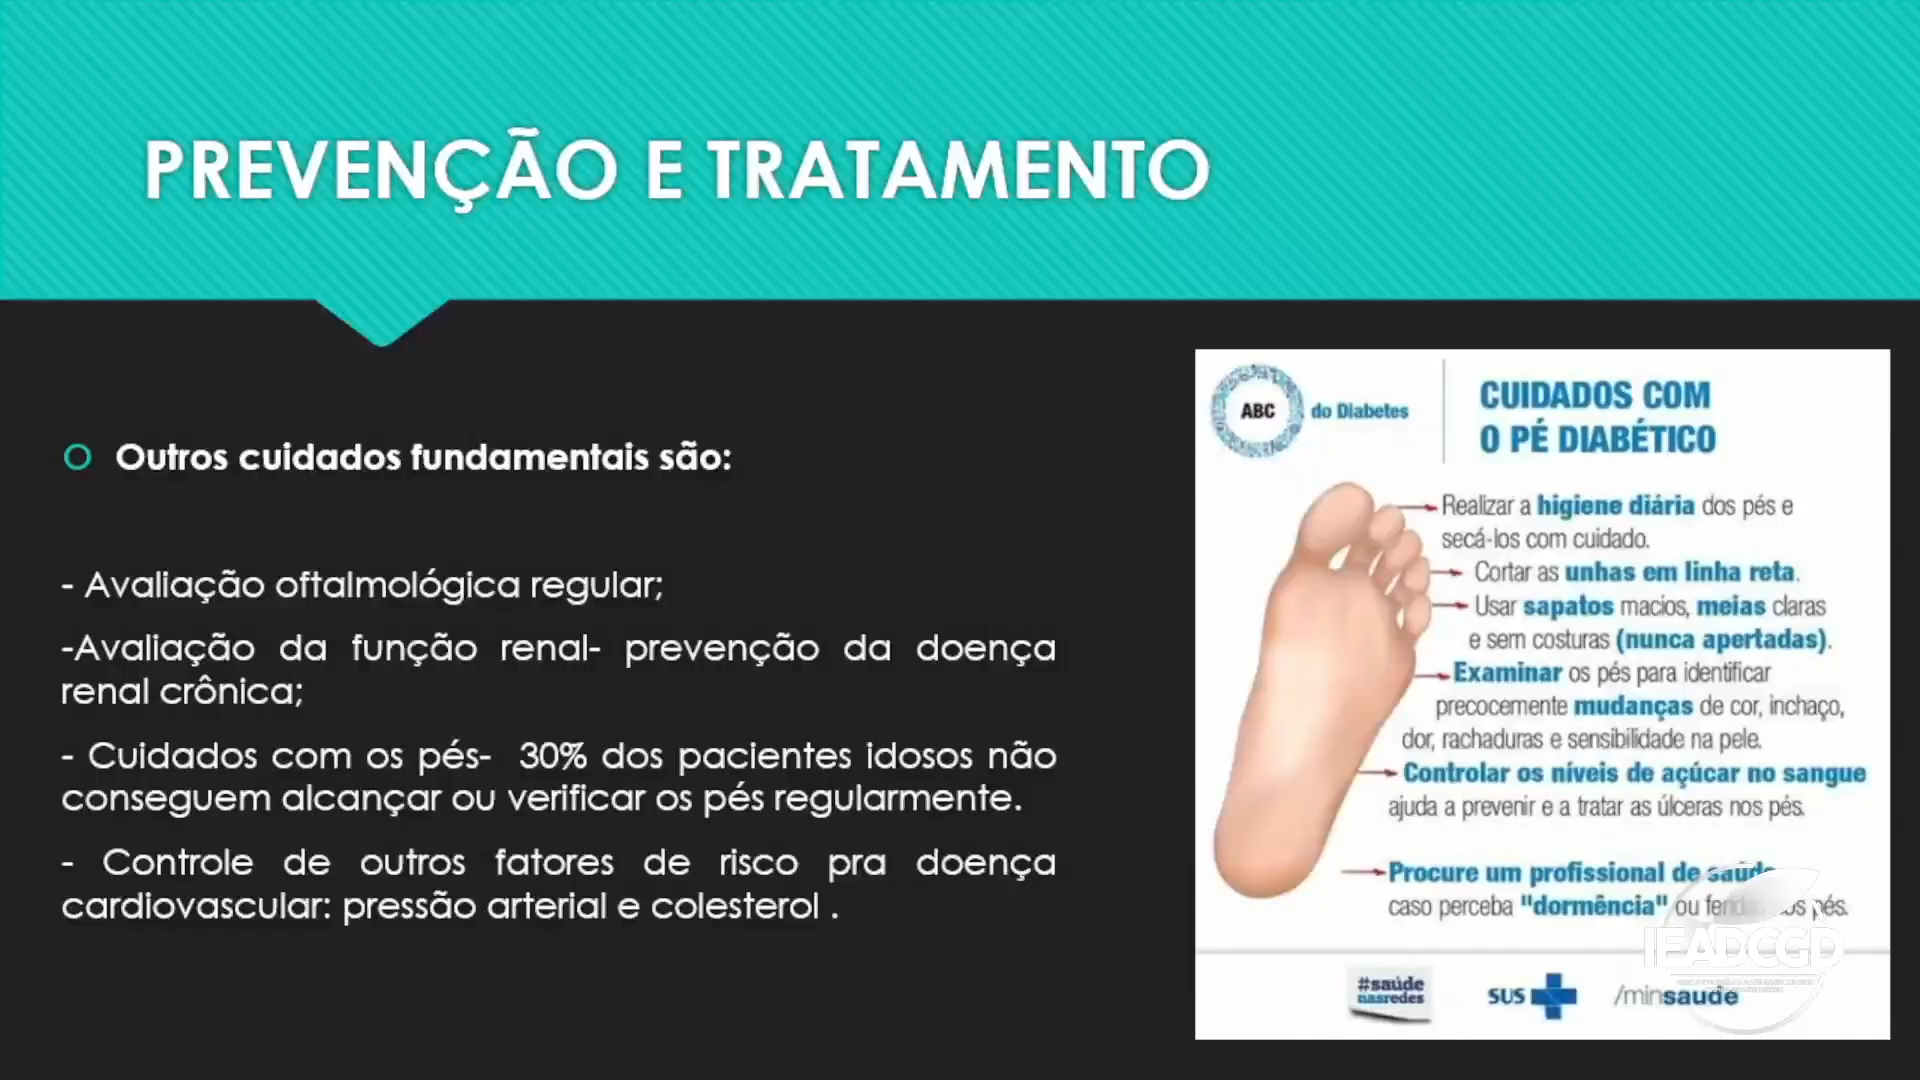 PREVENÇÃO E TRATAMENTO
Outros cuidados fundamentais são:
- Avaliação oftalmológica regular;
-Avaliação da função renal- prevenção da doença
renal crônica;
- Cuidados com os pés- 30% dos pacientes idosos não
conseguem alcançar ou verificar os pés regularmente.
- Controle de outros fatores de risco pra doença
cardiovascular: pressão arterial e colesterol .
ABC do Diabetes
CUIDADOS COM
O PÉ DIABÉTICO
Realizar a higiene diária dos pés e
secá-los com cuidado.
Cortar as unhas em linha reta.
Usar sapatos macios, meias claras
e sem costuras (nunca apertadas).
Examinar os pés para identificar
precocemente mudanças de cor, inchaço,
dor, rachaduras e sensibilidade na pele.
Controlar os níveis de açúcar no sangue
ajuda a prevenir e a tratar as úlceras nos pés.
Procure um profissional de saúde
caso perceba "dormência" ou pés.
IEADCGD
#saúde
nasredes
SUS
/minsaude